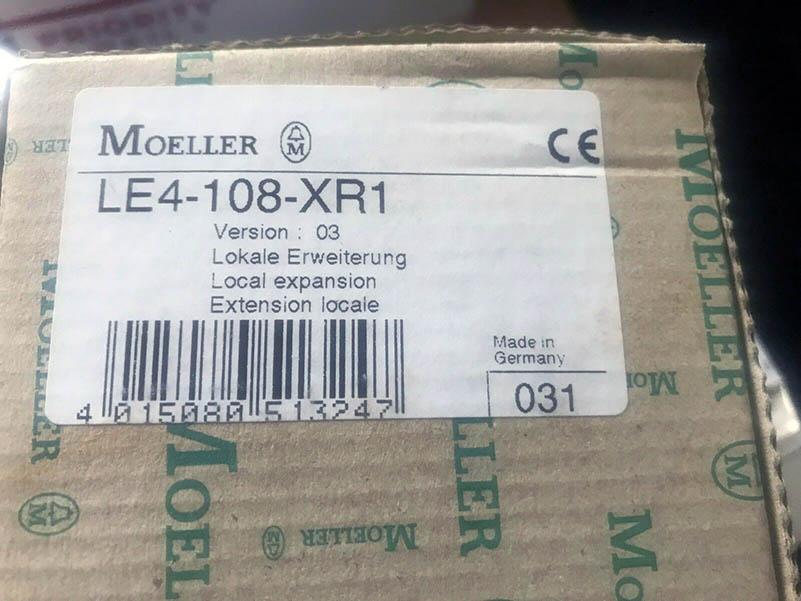 MOELLER M CE
LE4-108-XR1
Version : 03
Lokale Erweiterung
Local expansion
Extension locale
4 015080 513247
Made in
Germany
031
MOELLER
MOELLER
MOELLER
MOELLER
M
M